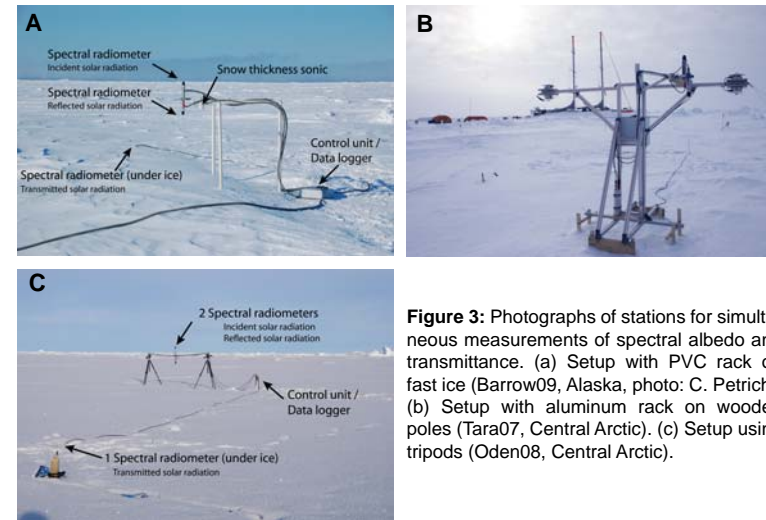 A
Spectral radiometer
Incident solar radiation
Snow thickness sonic
Spectral radiometer
Reflected solar radiation
Control unit /
Data logger
Spectral radiometer (under ice)
Transmitted solar radiation
B
C
2 Spectral radiometers
Incident solar radiation
Reflected solar radiation
Control unit /
Data logger
1 Spectral radiometer (under ice)
Transmitted solar radiation
Figure 3: Photographs of stations for simult
neous measurements of spectral albedo an
transmittance. (a) Setup with PVC rack o
fast ice (Barrow09, Alaska, photo: C. Petrich
(b) Setup with aluminum rack on woode
poles (Tara07, Central Arctic). (c) Setup usin
tripods (Oden08, Central Arctic).